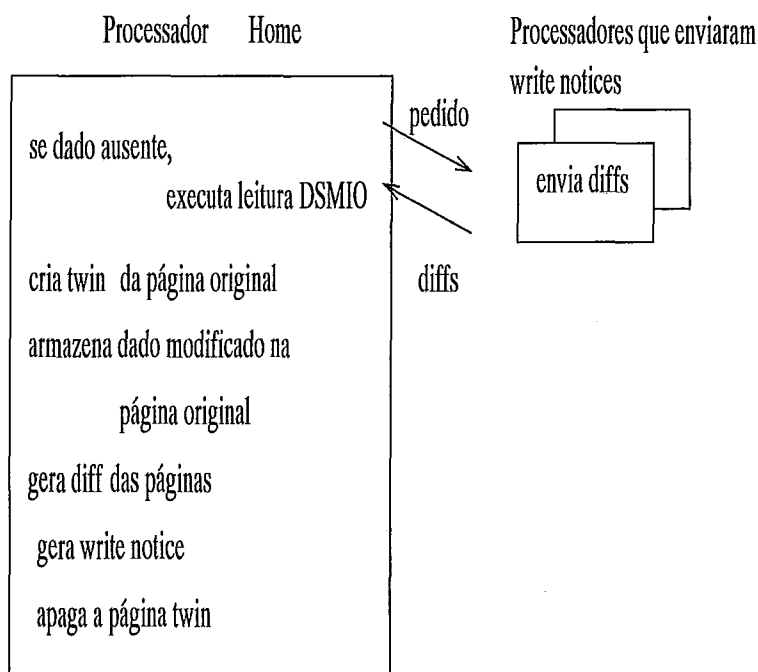 Processador Home
Processadores que enviaram
write notices
pedido
se dado ausente,
executa leitura DSMIO
envia diffs
cria twin da página original
diffs
armazena dado modificado na
página original
gera diff das páginas
gera write notice
apaga a página twin